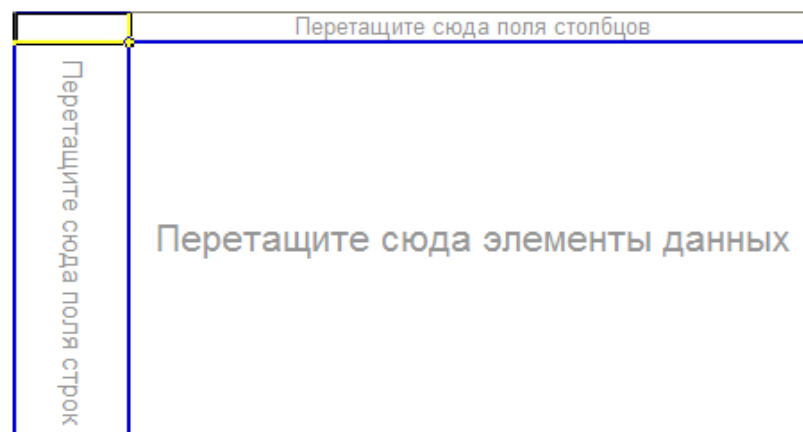 Перетащите сюда поля столбцов
Перетащите сюда поля строк
Перетащите сюда элементы данных